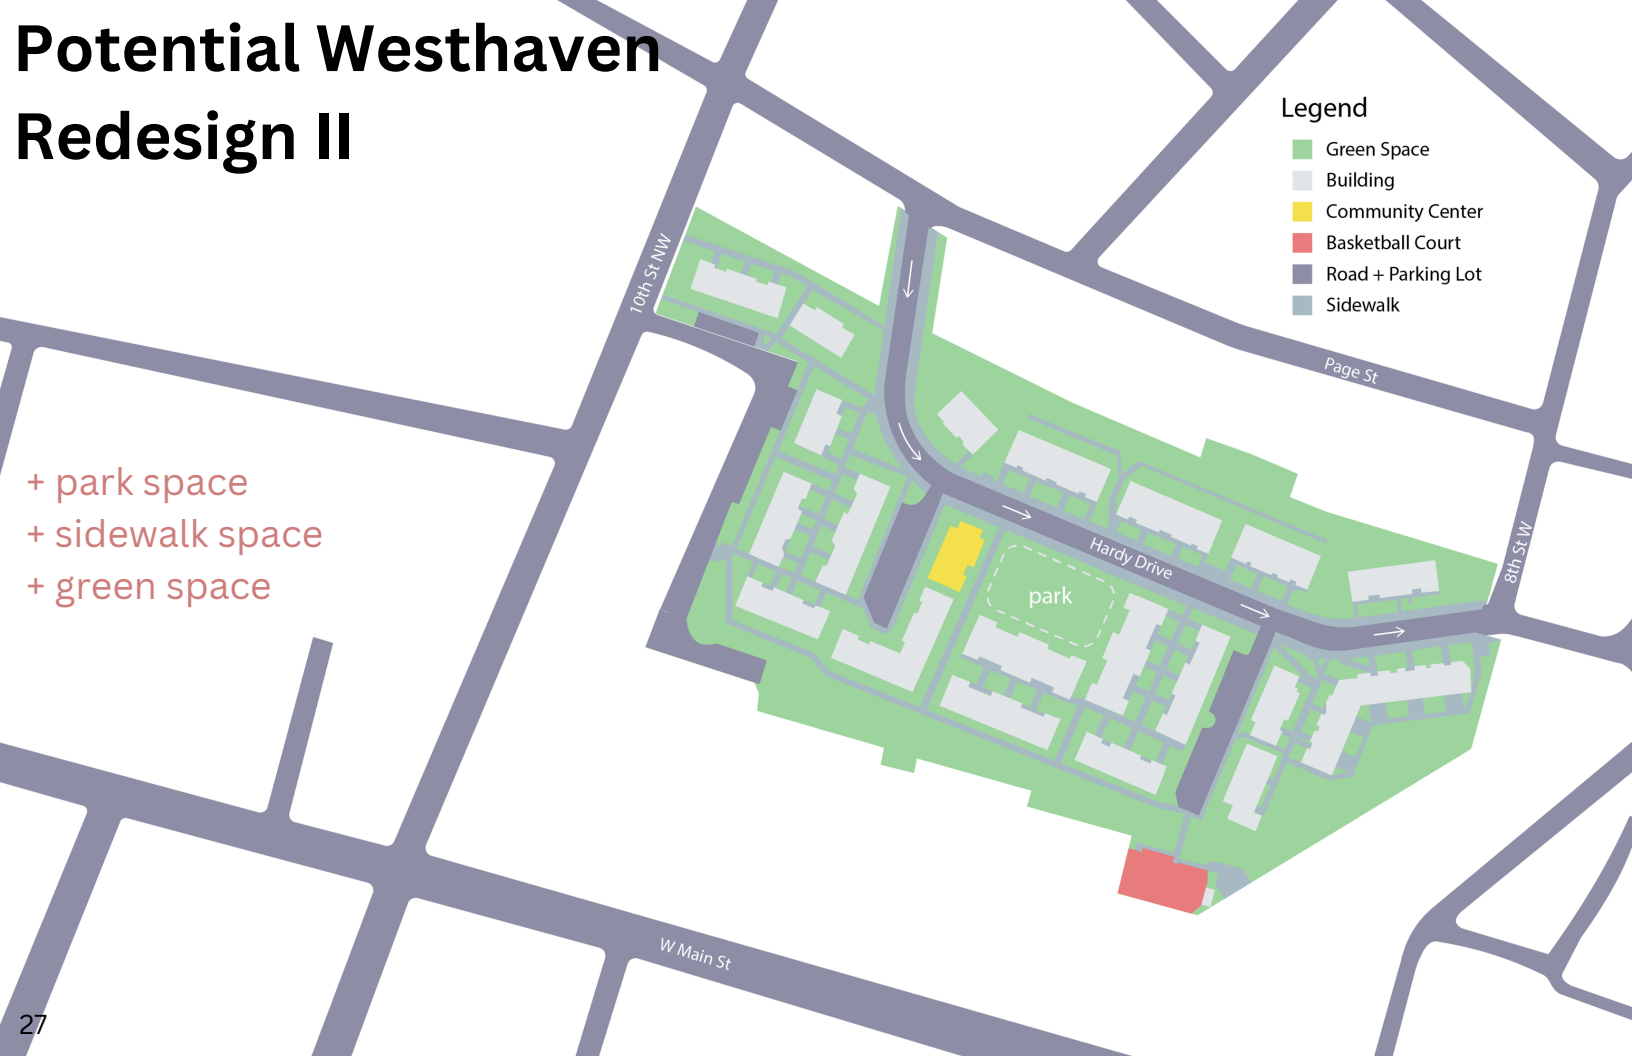 Potential Westhaven
Redesign II
Legend
Green Space
Building
Community Center
Basketball Court
Road + Parking Lot
Sidewalk
10th St NW
Page St
+ park space
+ sidewalk space
+ green space
Hardy Drive
8th St W
park
W Main St
27